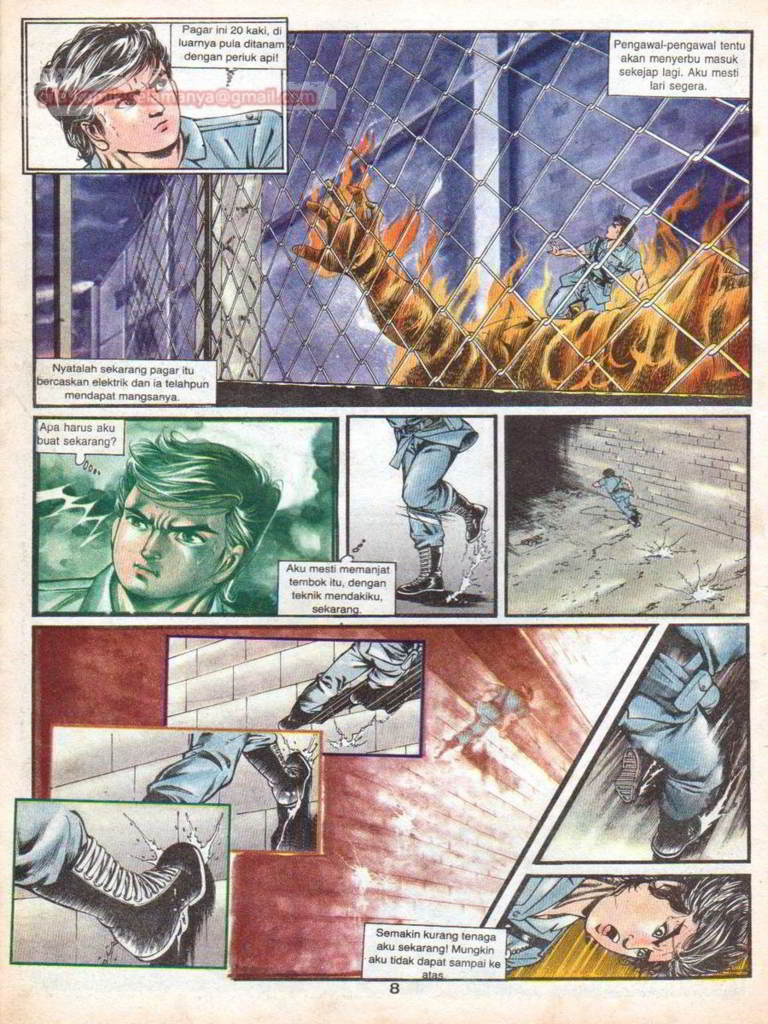 Pagar ini 20 kaki, di
luarnya pula ditanam
dengan periuk api!
Pengawal-pengawal tentu
akan menyerbu masuk
sekejap lagi. Aku mesti
lari segera.
Nyatalah sekarang pagar itu
bercaskan elektrik dan ia telahpun
mendapat mangsanya.
Apa harus aku
buat sekarang?
Aku mesti memanjat
tembok itu, dengan
teknik mendakiku,
sekarang.
Semakin kurang tenaga
aku sekarang! Mungkin
aku tidak dapat sampai ke
atas.
8